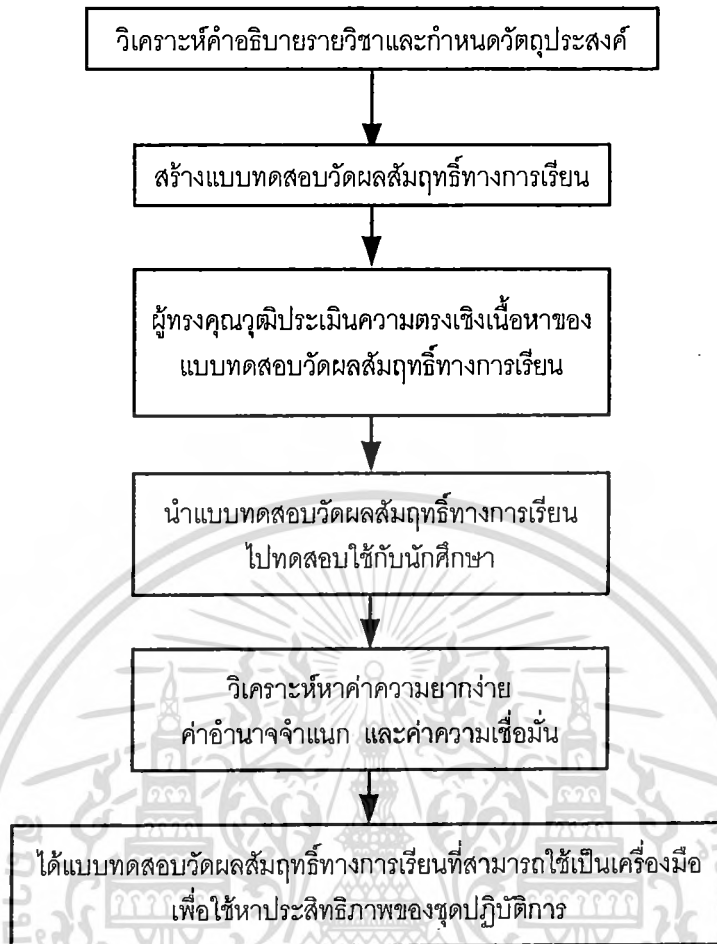 วิเคราะห์คำอธิบายรายวิชาและกำหนดวัตถุประสงค์
สร้างแบบทดสอบวัดผลสัมฤทธิ์ทางการเรียน
ผู้ทรงคุณวุฒิประเมินความตรงเชิงเนื้อหาของ
แบบทดสอบวัดผลสัมฤทธิ์ทางการเรียน
นำแบบทดสอบวัดผลสัมฤทธิ์ทางการเรียน
ไปทดสอบใช้กับนักศึกษา
วิเคราะห์หาค่าความยากง่าย
ค่าอำนาจจำแนก และค่าความเชื่อมั่น
ได้แบบทดสอบวัดผลสัมฤทธิ์ทางการเรียนที่สามารถใช้เป็นเครื่องมือ
เพื่อใช้หาประสิทธิภาพของชุดปฏิบัติการ